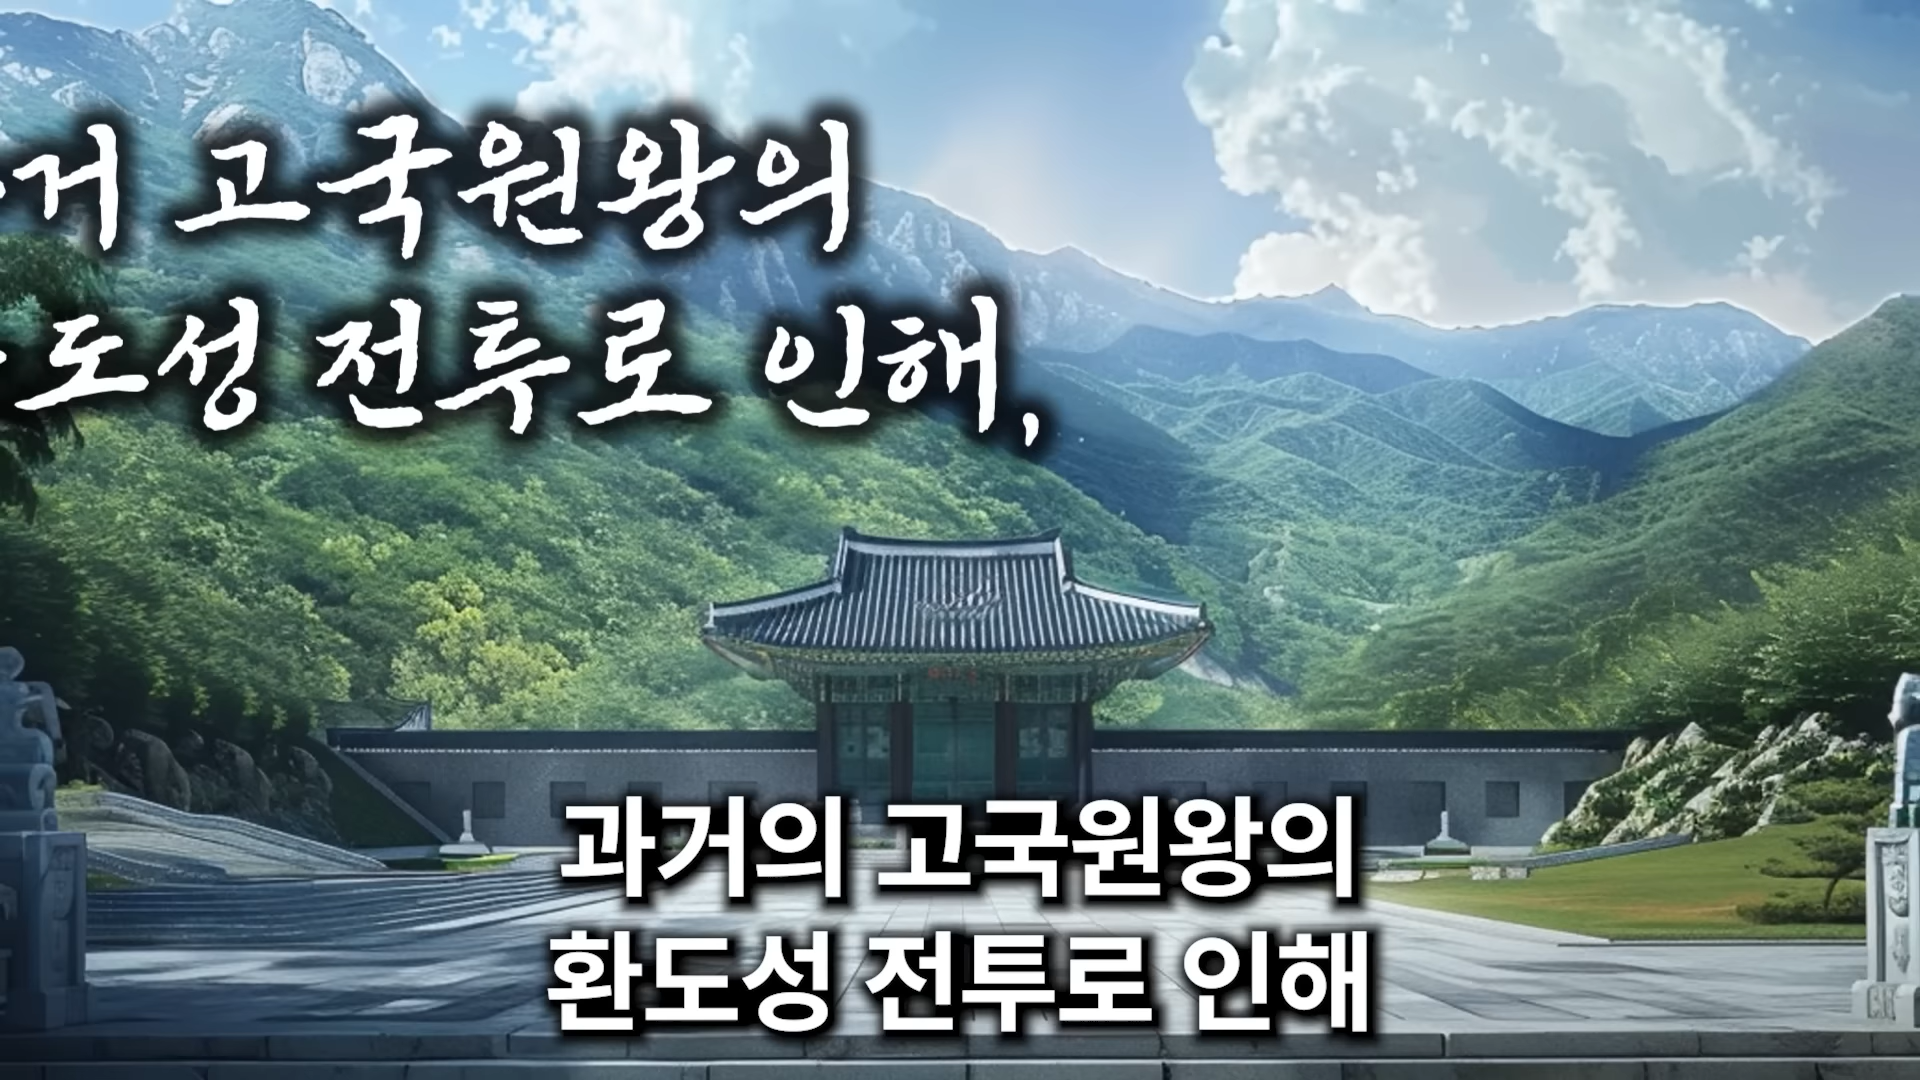 거 고국원왕의
도성 전투로 인해,
과거의 고국원왕의
환도성 전투로 인해